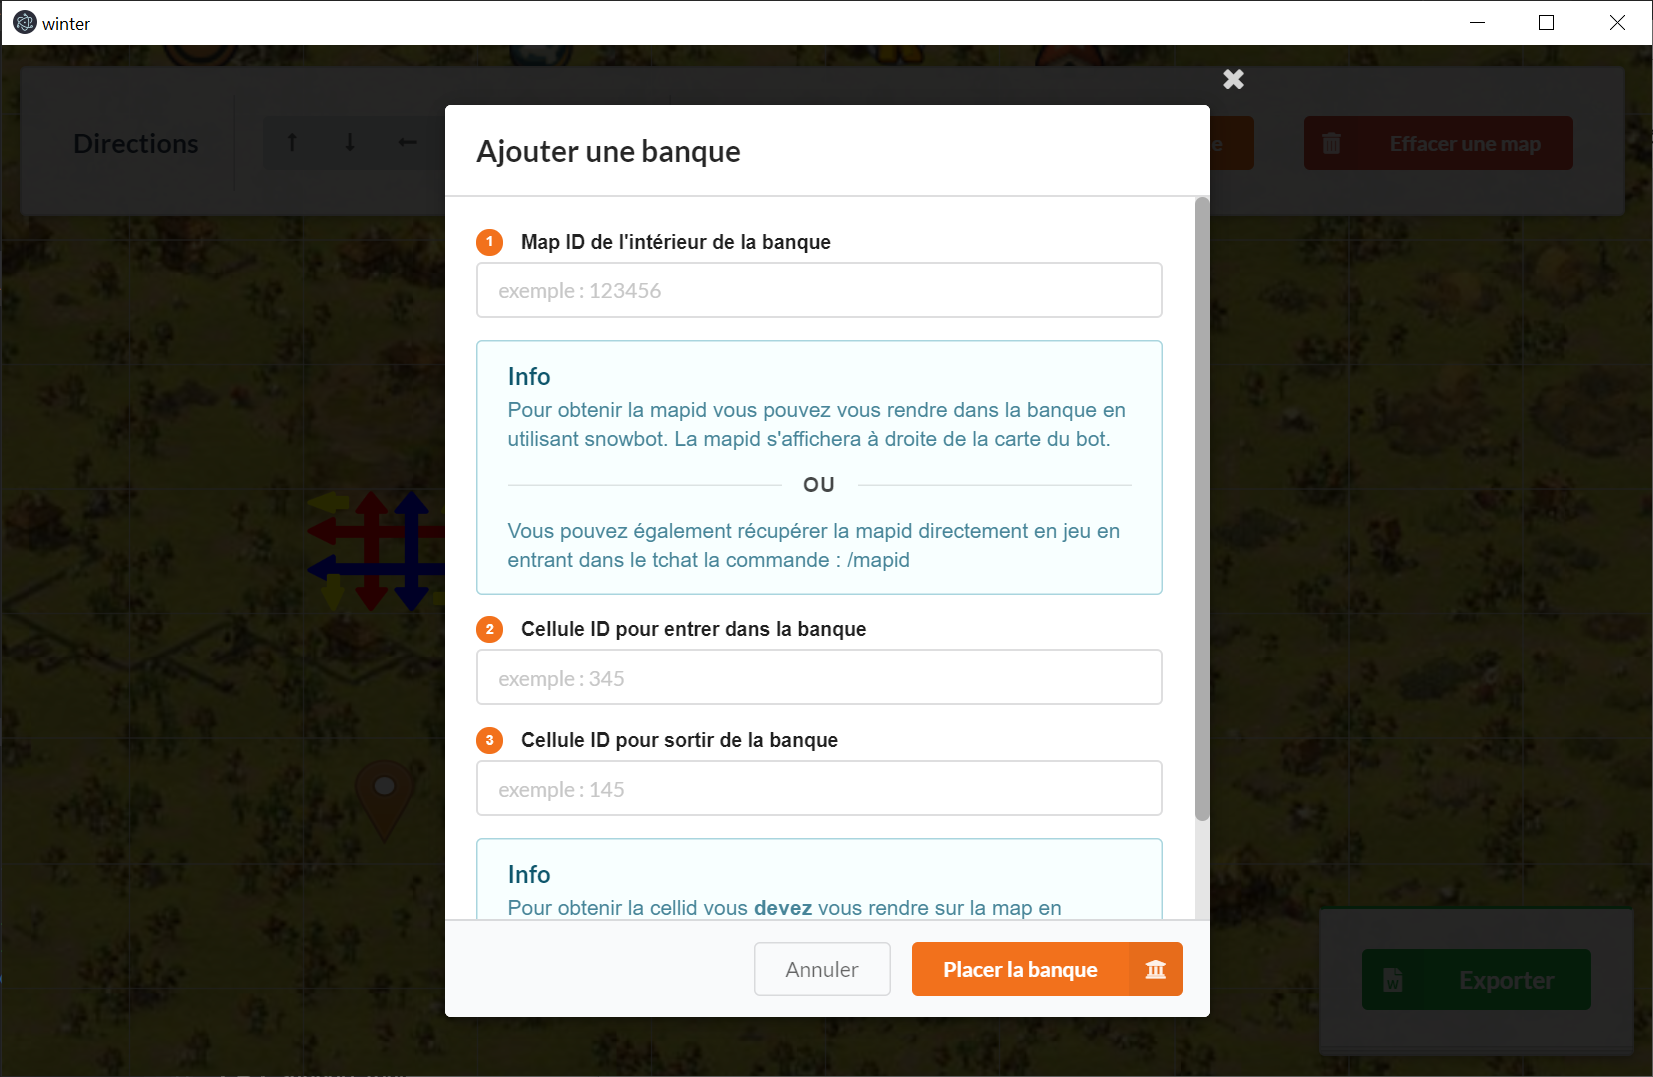 winter
Directions
e
Effacer une map
Ajouter une banque
1 Map ID de l'intérieur de la banque
exemple : 123456
Info
Pour obtenir la mapid vous pouvez vous rendre dans la banque en
utilisant snowbot. La mapid s'affichera à droite de la carte du bot.
OU
Vous pouvez également récupérer la mapid directement en jeu en
entrant dans le tchat la commande : /mapid
2 Cellule ID pour entrer dans la banque
exemple : 345
3 Cellule ID pour sortir de la banque
exemple : 145
Info
Pour obtenir la cellid vous devez vous rendre sur la map en
Annuler
Placer la banque
Exporter